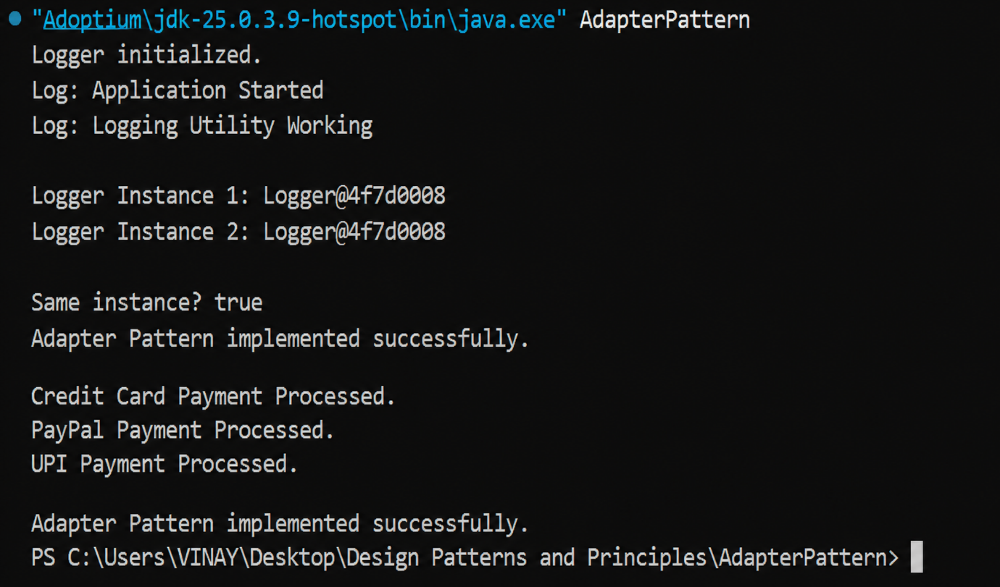 "Adoptium\jdk-25.0.3.9-hotspot\bin\java.exe" AdapterPattern
Logger initialized.
Log: Application Started
Log: Logging Utility Working
Logger Instance 1: Logger@4f7d0008
Logger Instance 2: Logger@4f7d0008
Same instance? true
Adapter Pattern implemented successfully.
Credit Card Payment Processed.
PayPal Payment Processed.
UPI Payment Processed.
Adapter Pattern implemented successfully.
PS C:\Users\VINAY\Desktop\Design Patterns and Principles\AdapterPattern>